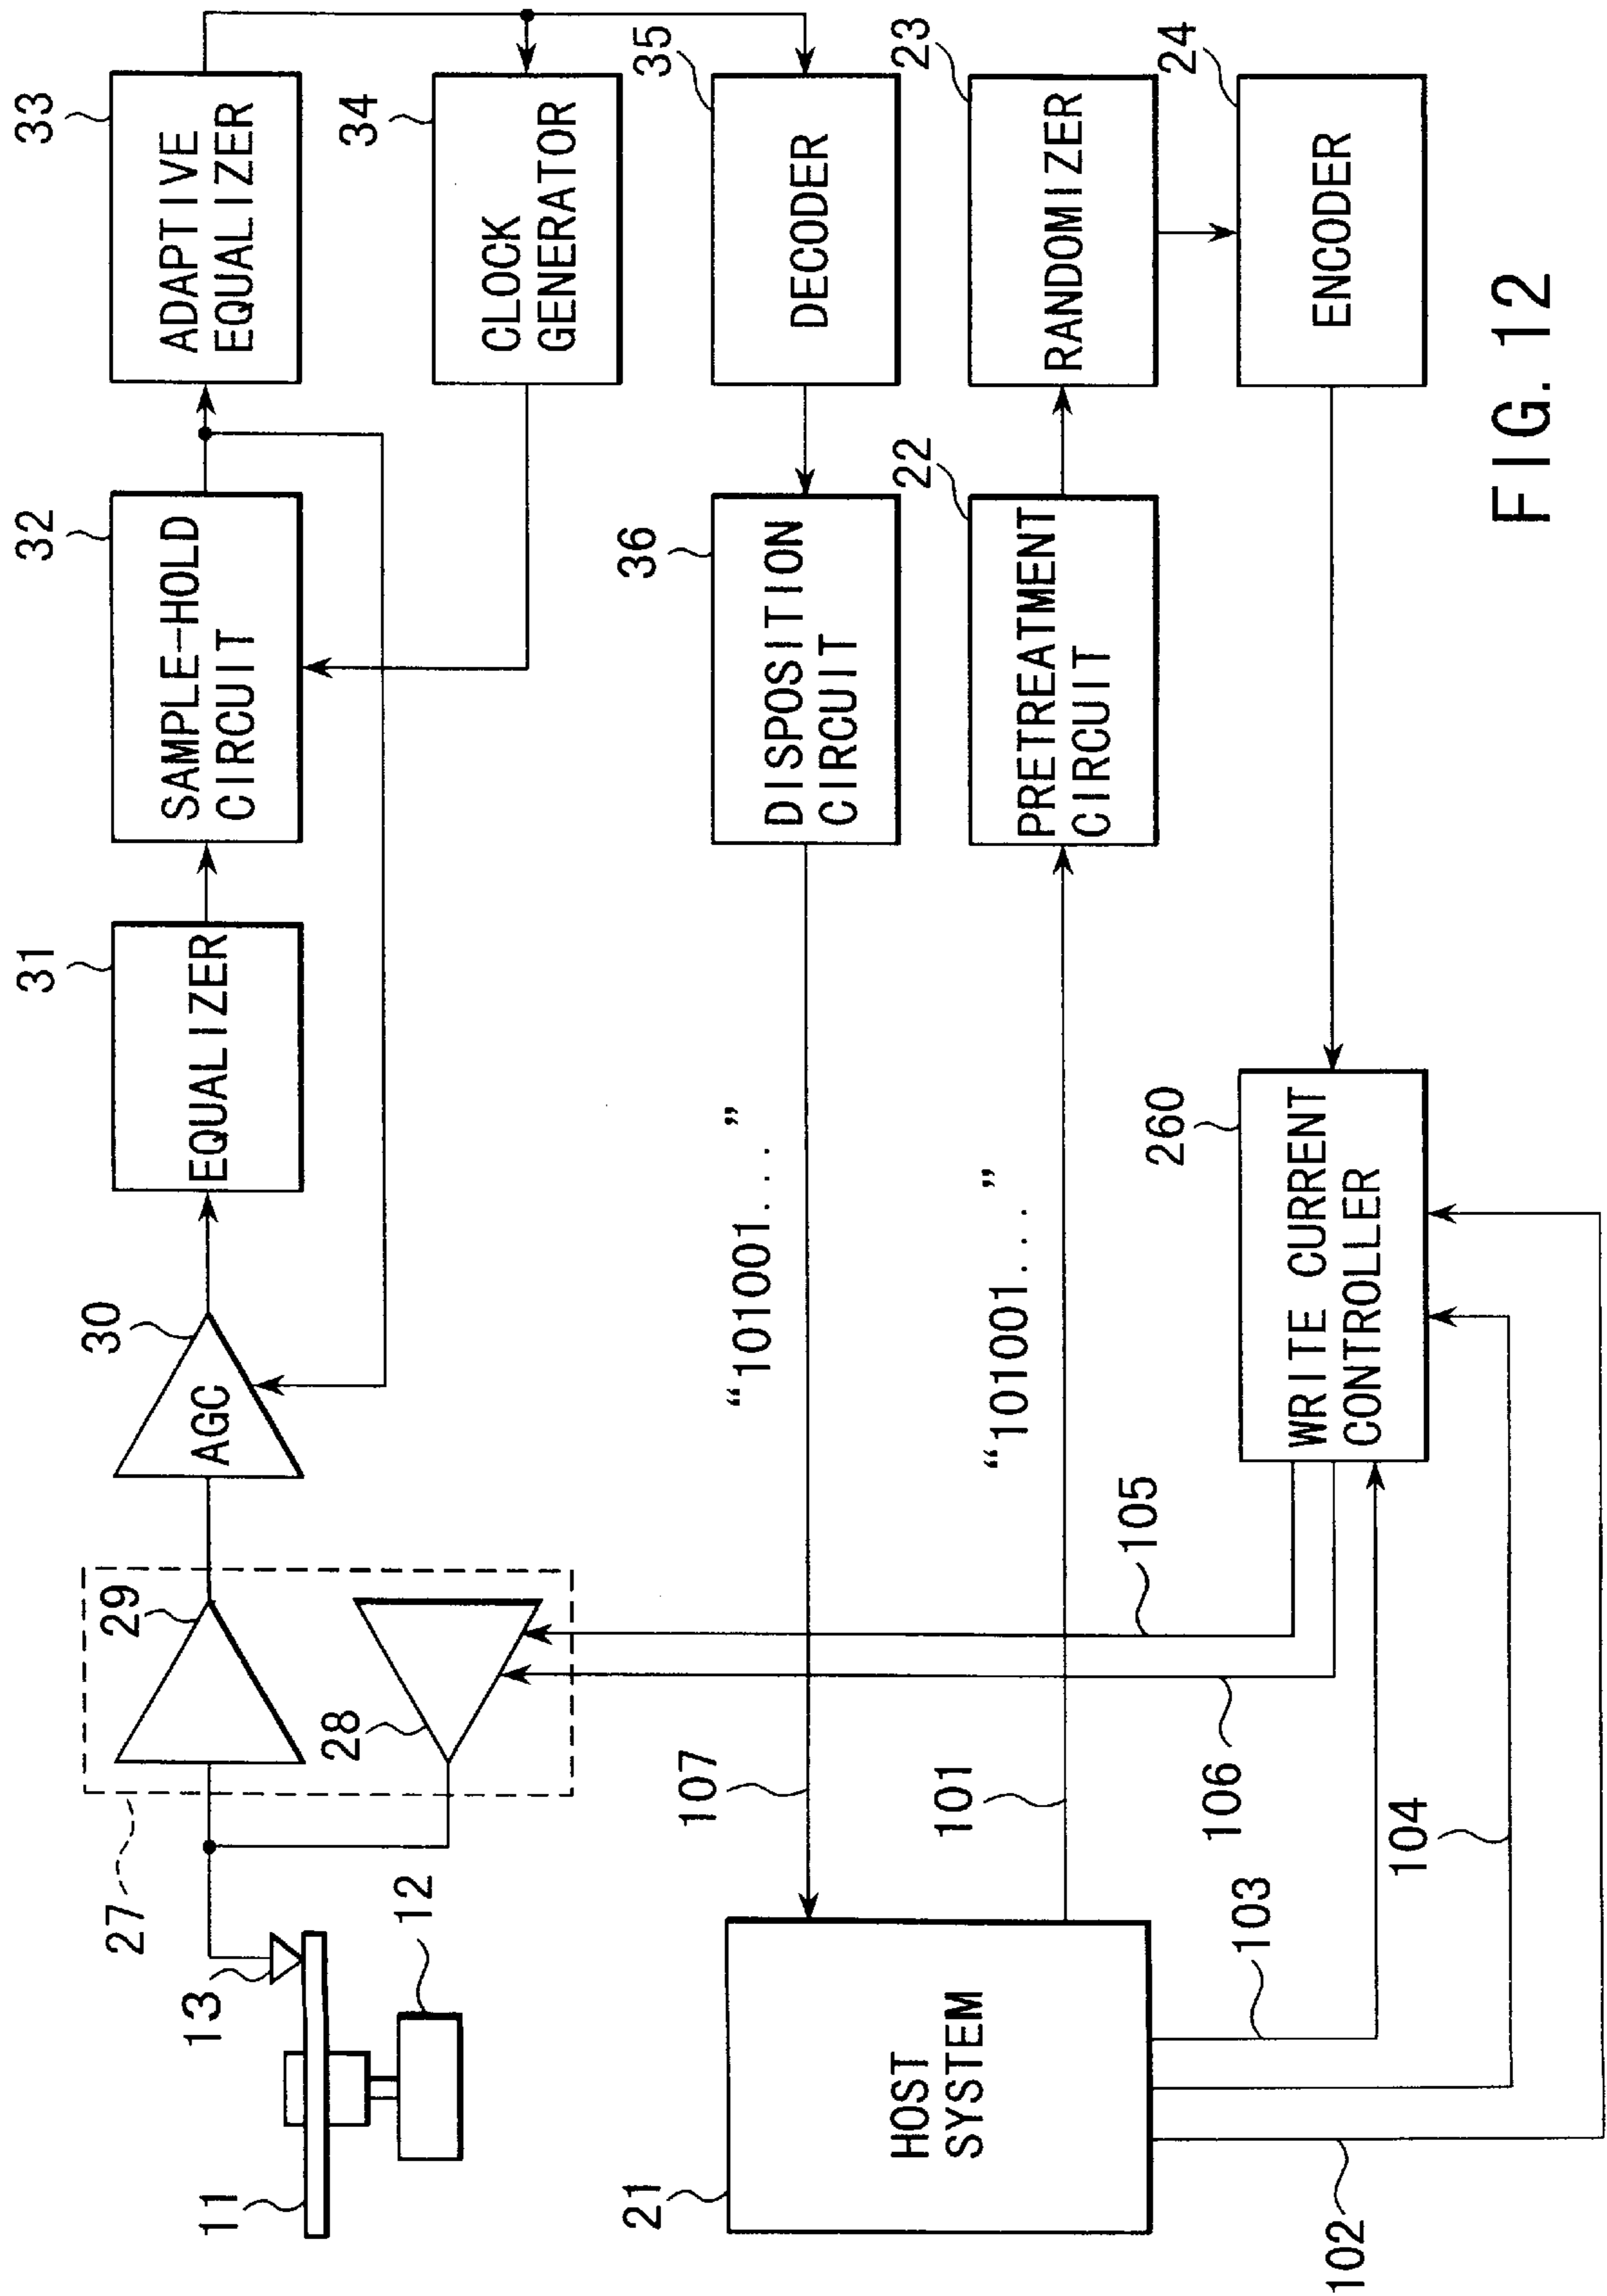 33
ADAPTIVE
EQUALIZER
34
CLOCK
GENERATOR
35
DECODER
23
RANDOMIZER
24
ENCODER
32
SAMPLE-HOLD
CIRCUIT
36
DISPOSITION
CIRCUIT
22
PRETREATMENT
CIRCUIT
31
EQUALIZER
30
AGC
“101001...”
“101001...”
260
WRITE CURRENT
CONTROLLER
29
28
27
105
106
107
101
13
12
11
21
HOST
SYSTEM
103
104
102
FIG. 12